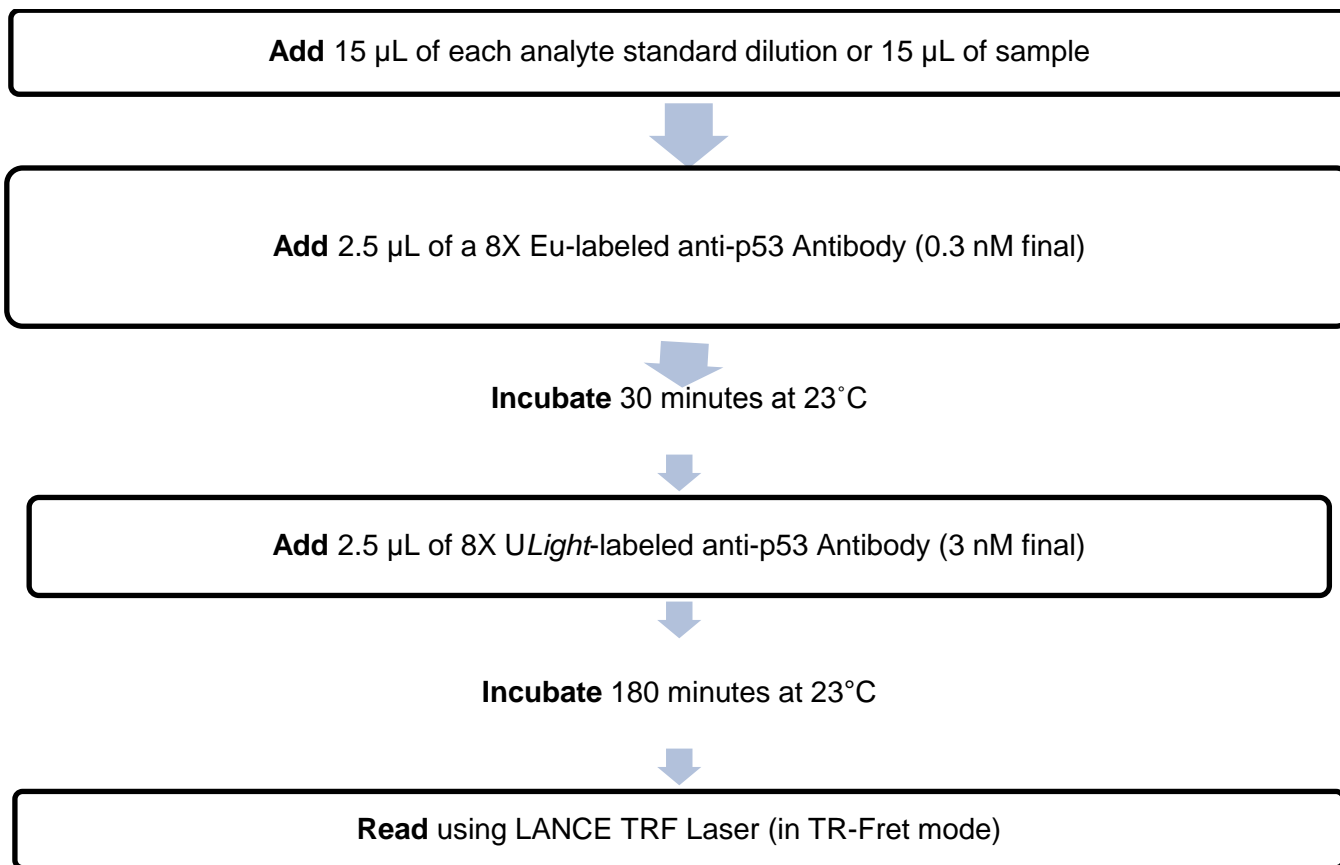 Add 15 µL of each analyte standard dilution or 15 µL of sample
Add 2.5 µL of a 8X Eu-labeled anti-p53 Antibody (0.3 nM final)
Incubate 30 minutes at 23˚C
Add 2.5 µL of 8X ULight-labeled anti-p53 Antibody (3 nM final)
Incubate 180 minutes at 23°C
Read using LANCE TRF Laser (in TR-Fret mode)